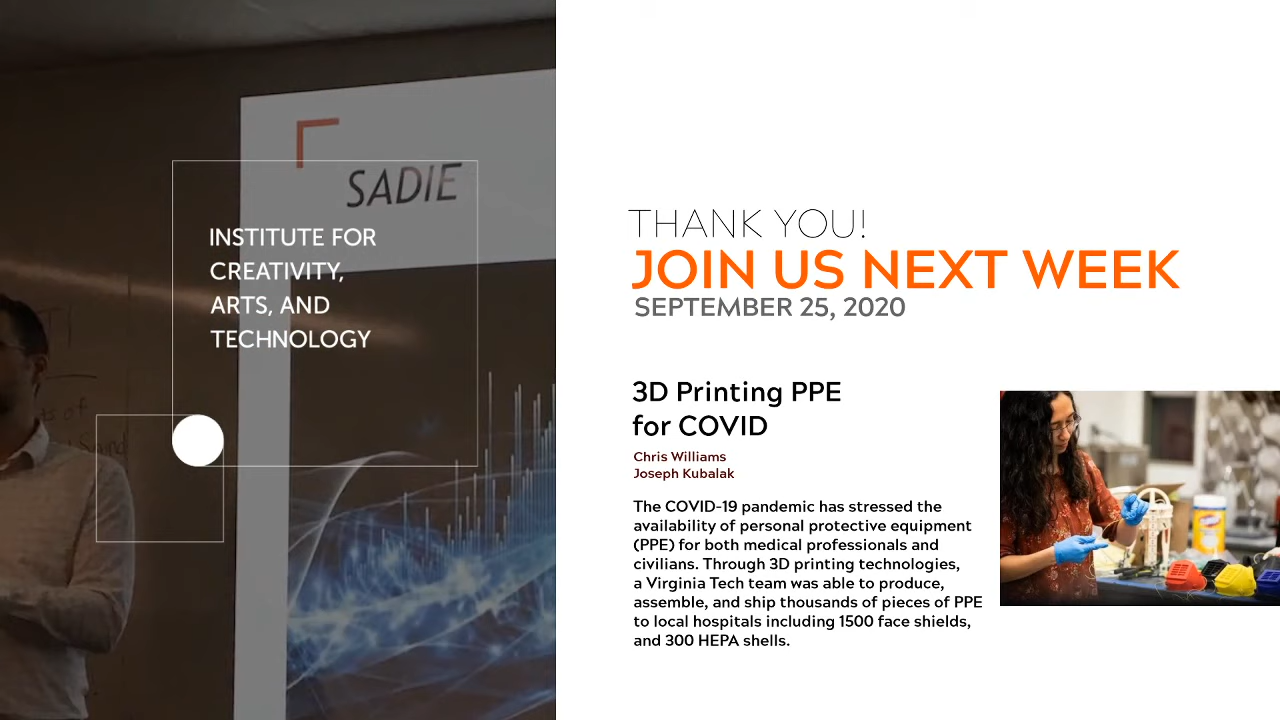 SADIE
INSTITUTE FOR
CREATIVITY,
ARTS, AND
TECHNOLOGY
THANK YOU!
JOIN US NEXT WEEK
SEPTEMBER 25, 2020
3D Printing PPE
for COVID
Chris Williams
Joseph Kubalak
The COVID-19 pandemic has stressed the
availability of personal protective equipment
(PPE) for both medical professionals and
civilians. Through 3D printing technologies,
a Virginia Tech team was able to produce,
assemble, and ship thousands of pieces of PPE
to local hospitals including 1500 face shields,
and 300 HEPA shells.